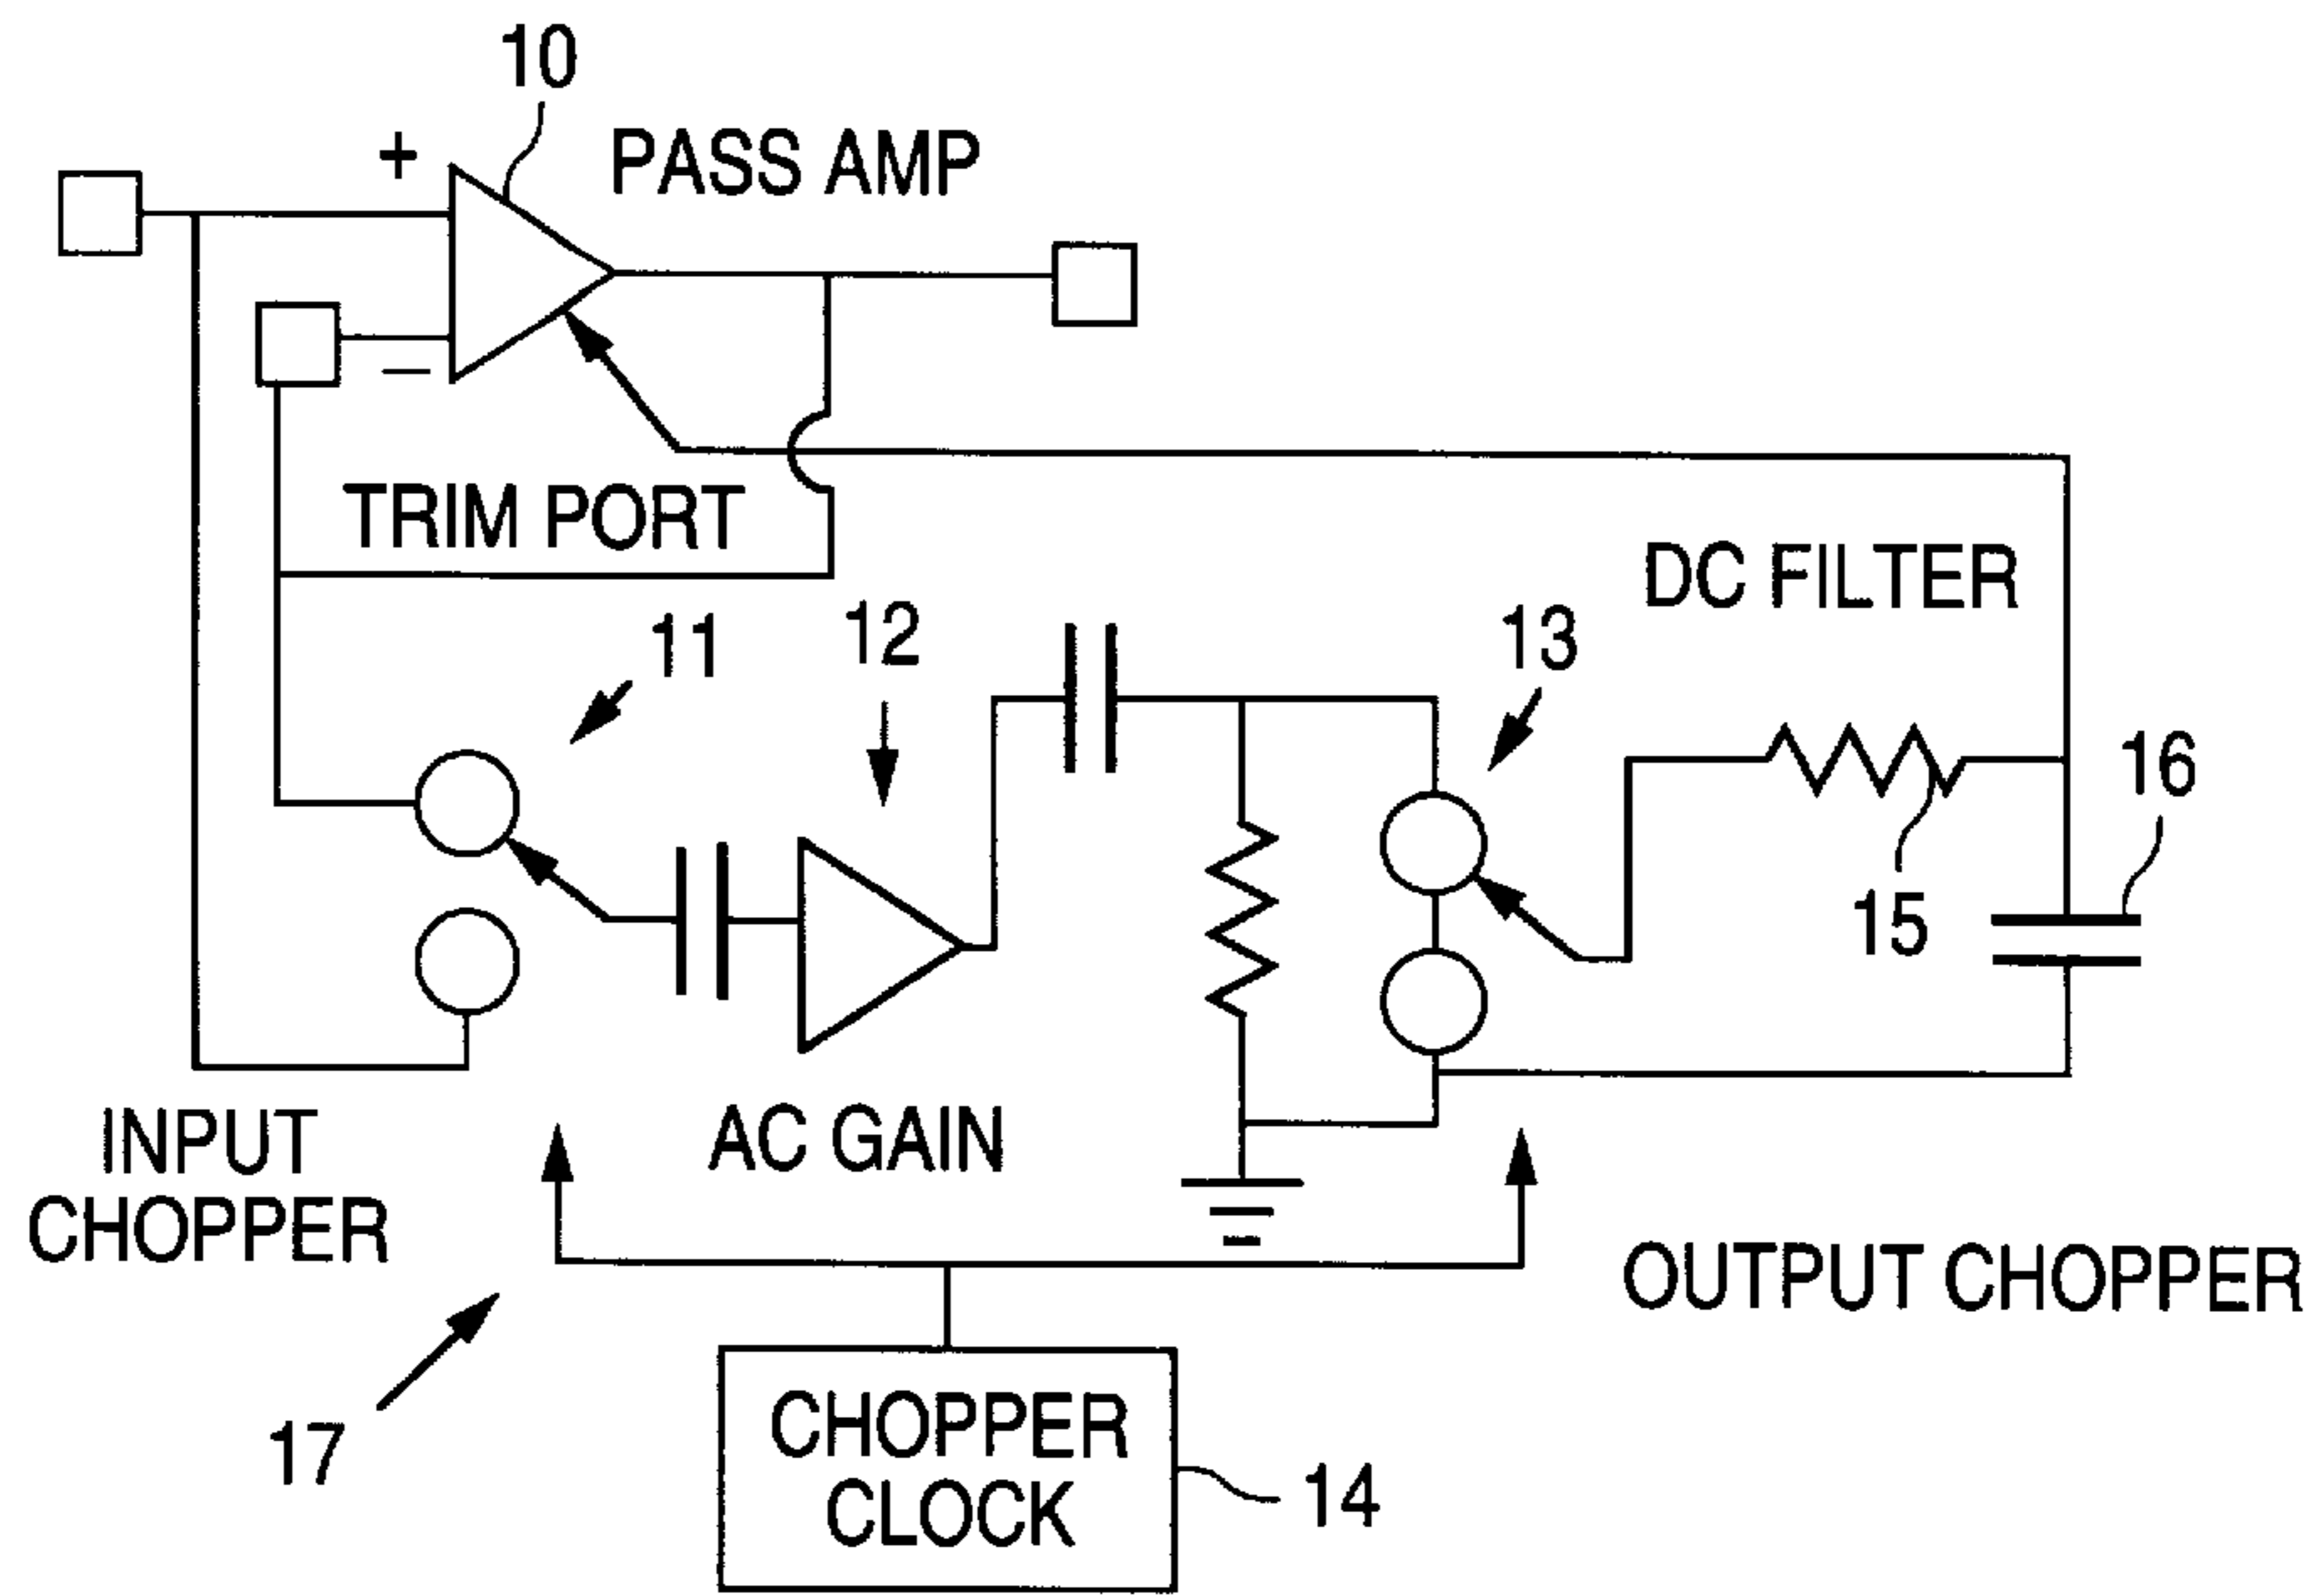 10
+
PASS AMP
–
TRIM PORT
DC FILTER
11
12
13
16
15
INPUT
CHOPPER
AC GAIN
OUTPUT CHOPPER
17
CHOPPER
CLOCK
14